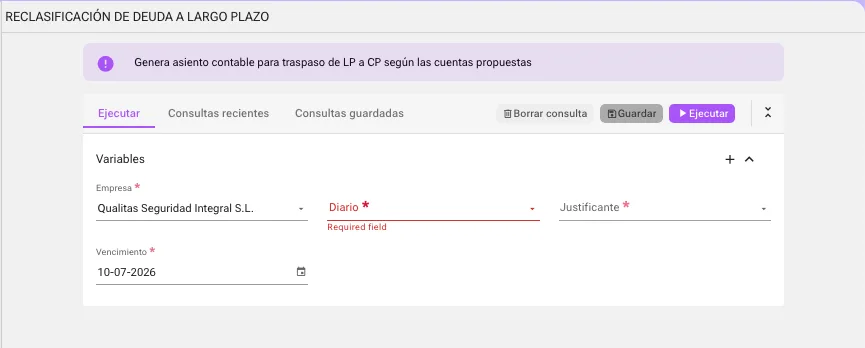 RECLASIFICACIÓN DE DEUDA A LARGO PLAZO
Genera asiento contable para traspaso de LP a CP según las cuentas propuestas
Ejecutar Consultas recientes Consultas guardadas Borrar consulta Guardar Ejecutar
Variables
Empresa *
Qualitas Seguridad Integral S.L.
Diario *
Required field
Justificante *
Vencimiento *
10-07-2026